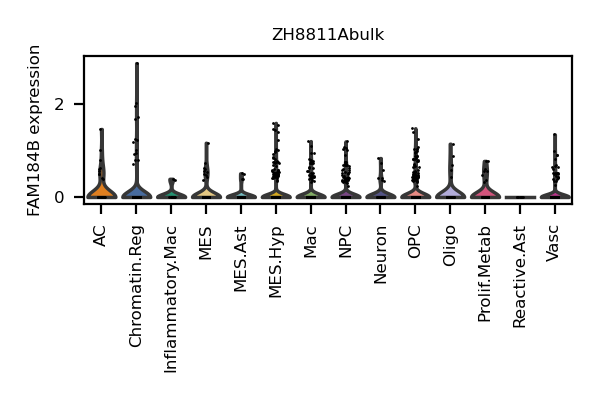 ZH8811Abulk
FAM184B expression
2
0
AC
Chromatin.Reg
Inflammatory.Mac
MES
MES.Ast
MES.Hyp
Mac
NPC
Neuron
OPC
Oligo
Prolif.Metab
Reactive.Ast
Vasc